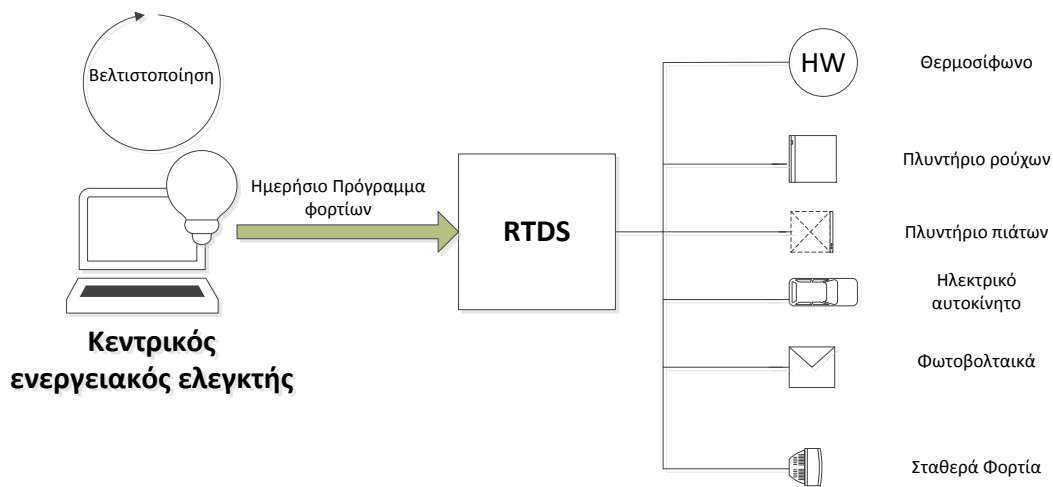 Βελτιστοποίηση
Ημερήσιο Πρόγραμμα
φορτίων
Κεντρικός
ενεργειακός ελεγκτής
RTDS
HW
Θερμοσίφωνο
Πλυντήριο ρούχων
Πλυντήριο πιάτων
Ηλεκτρικό
αυτοκίνητο
Φωτοβολταικά
Σταθερά Φορτία